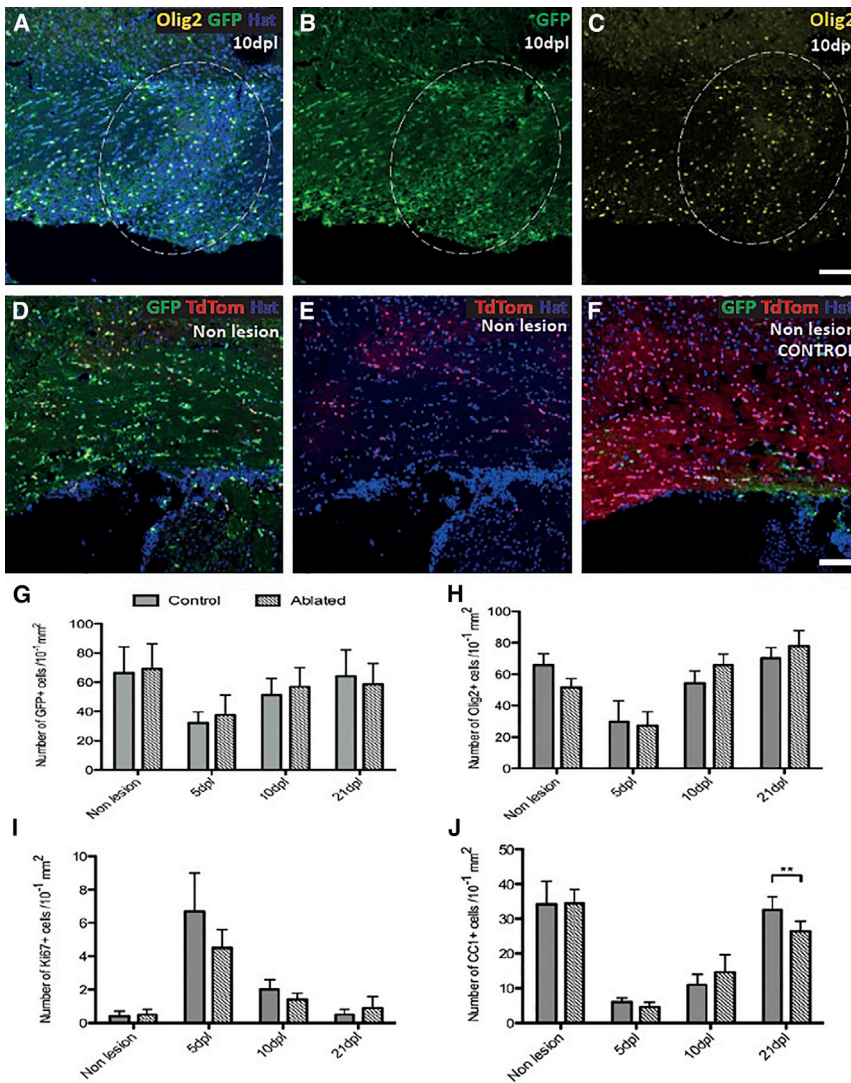 A
Olig2 GFP Hst
10dpl
B
GFP
10dpl
C
Olig2
10dpl
D
GFP TdTom Hst
Non lesion
E
TdTom Hst
Non lesion
F
GFP TdTom Hst
Non lesion
CONTROL
G
Control
Ablated
Number of GFP+ cells /10⁻¹ mm²
100
80
60
40
20
0
Non lesion
5dpl
10dpl
21dpl
H
Number of Olig2+ cells /10⁻¹ mm²
100
80
60
40
20
0
Non lesion
5dpl
10dpl
21dpl
I
Number of Ki67+ cells /10⁻¹ mm²
10
8
6
4
2
0
Non lesion
5dpl
10dpl
21dpl
J
Number of CC1+ cells /10⁻¹ mm²
50
40
30
20
10
0
**
Non lesion
5dpl
10dpl
21dpl